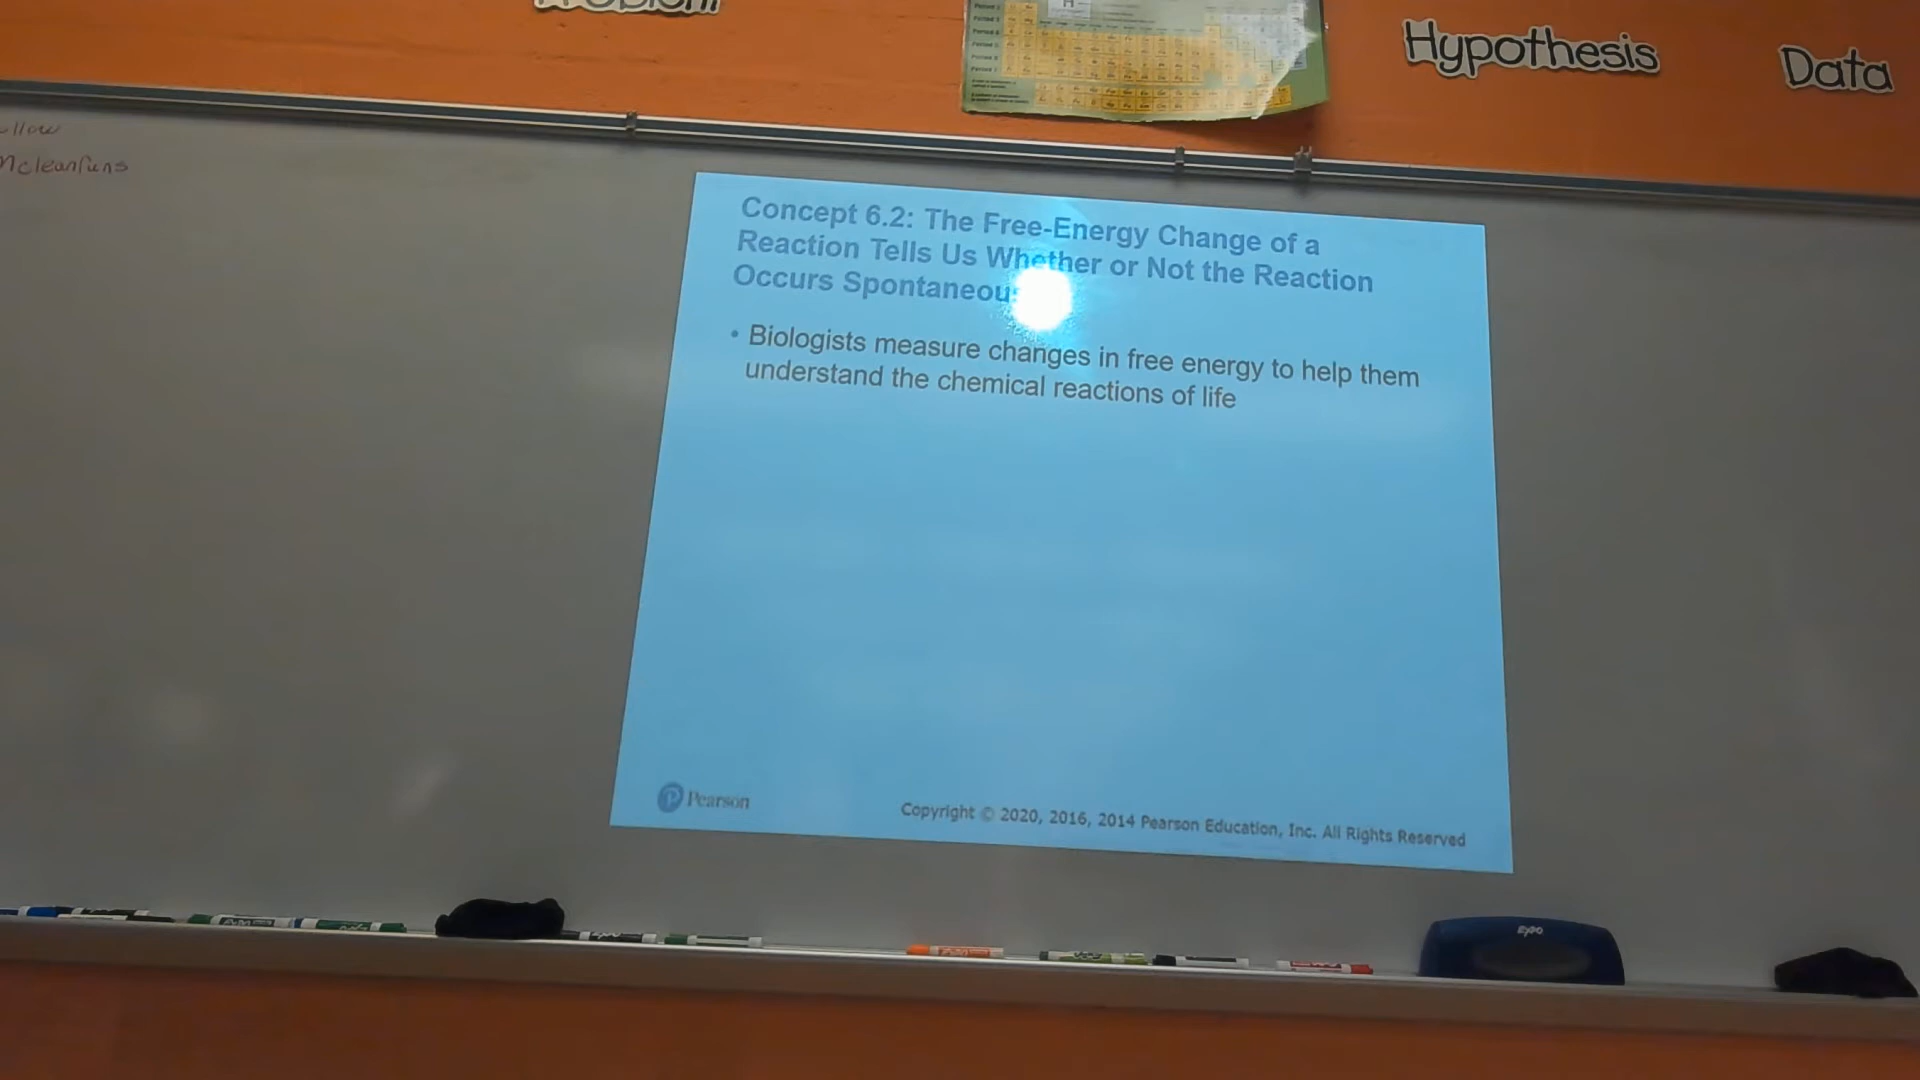 Problem
Hypothesis
Data
Mcleanfuns
Concept 6.2: The Free-Energy Change of a
Reaction Tells Us Whether or Not the Reaction
Occurs Spontaneou
• Biologists measure changes in free energy to help them
understand the chemical reactions of life
Pearson
Copyright © 2020, 2016, 2014 Pearson Education, Inc. All Rights Reserved
EXPO